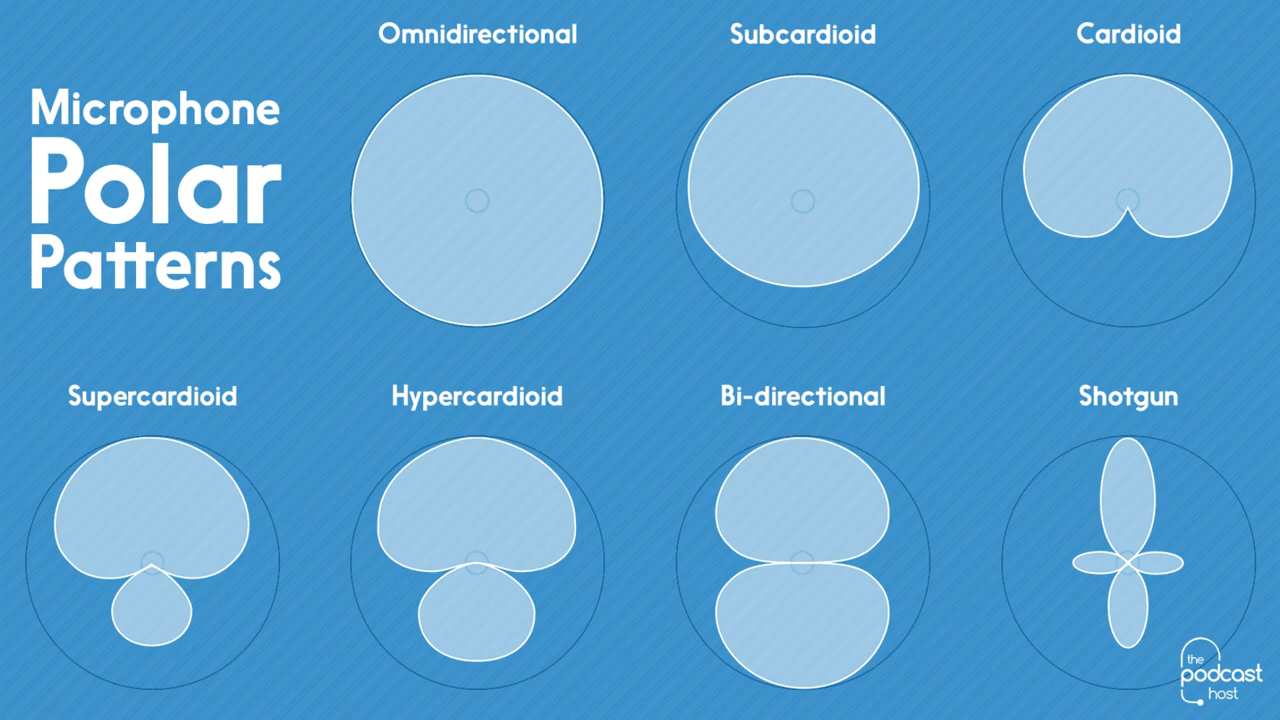 Microphone
Polar
Patterns
Omnidirectional
Subcardioid
Cardioid
Supercardioid
Hypercardioid
Bi-directional
Shotgun
the
podcast
host